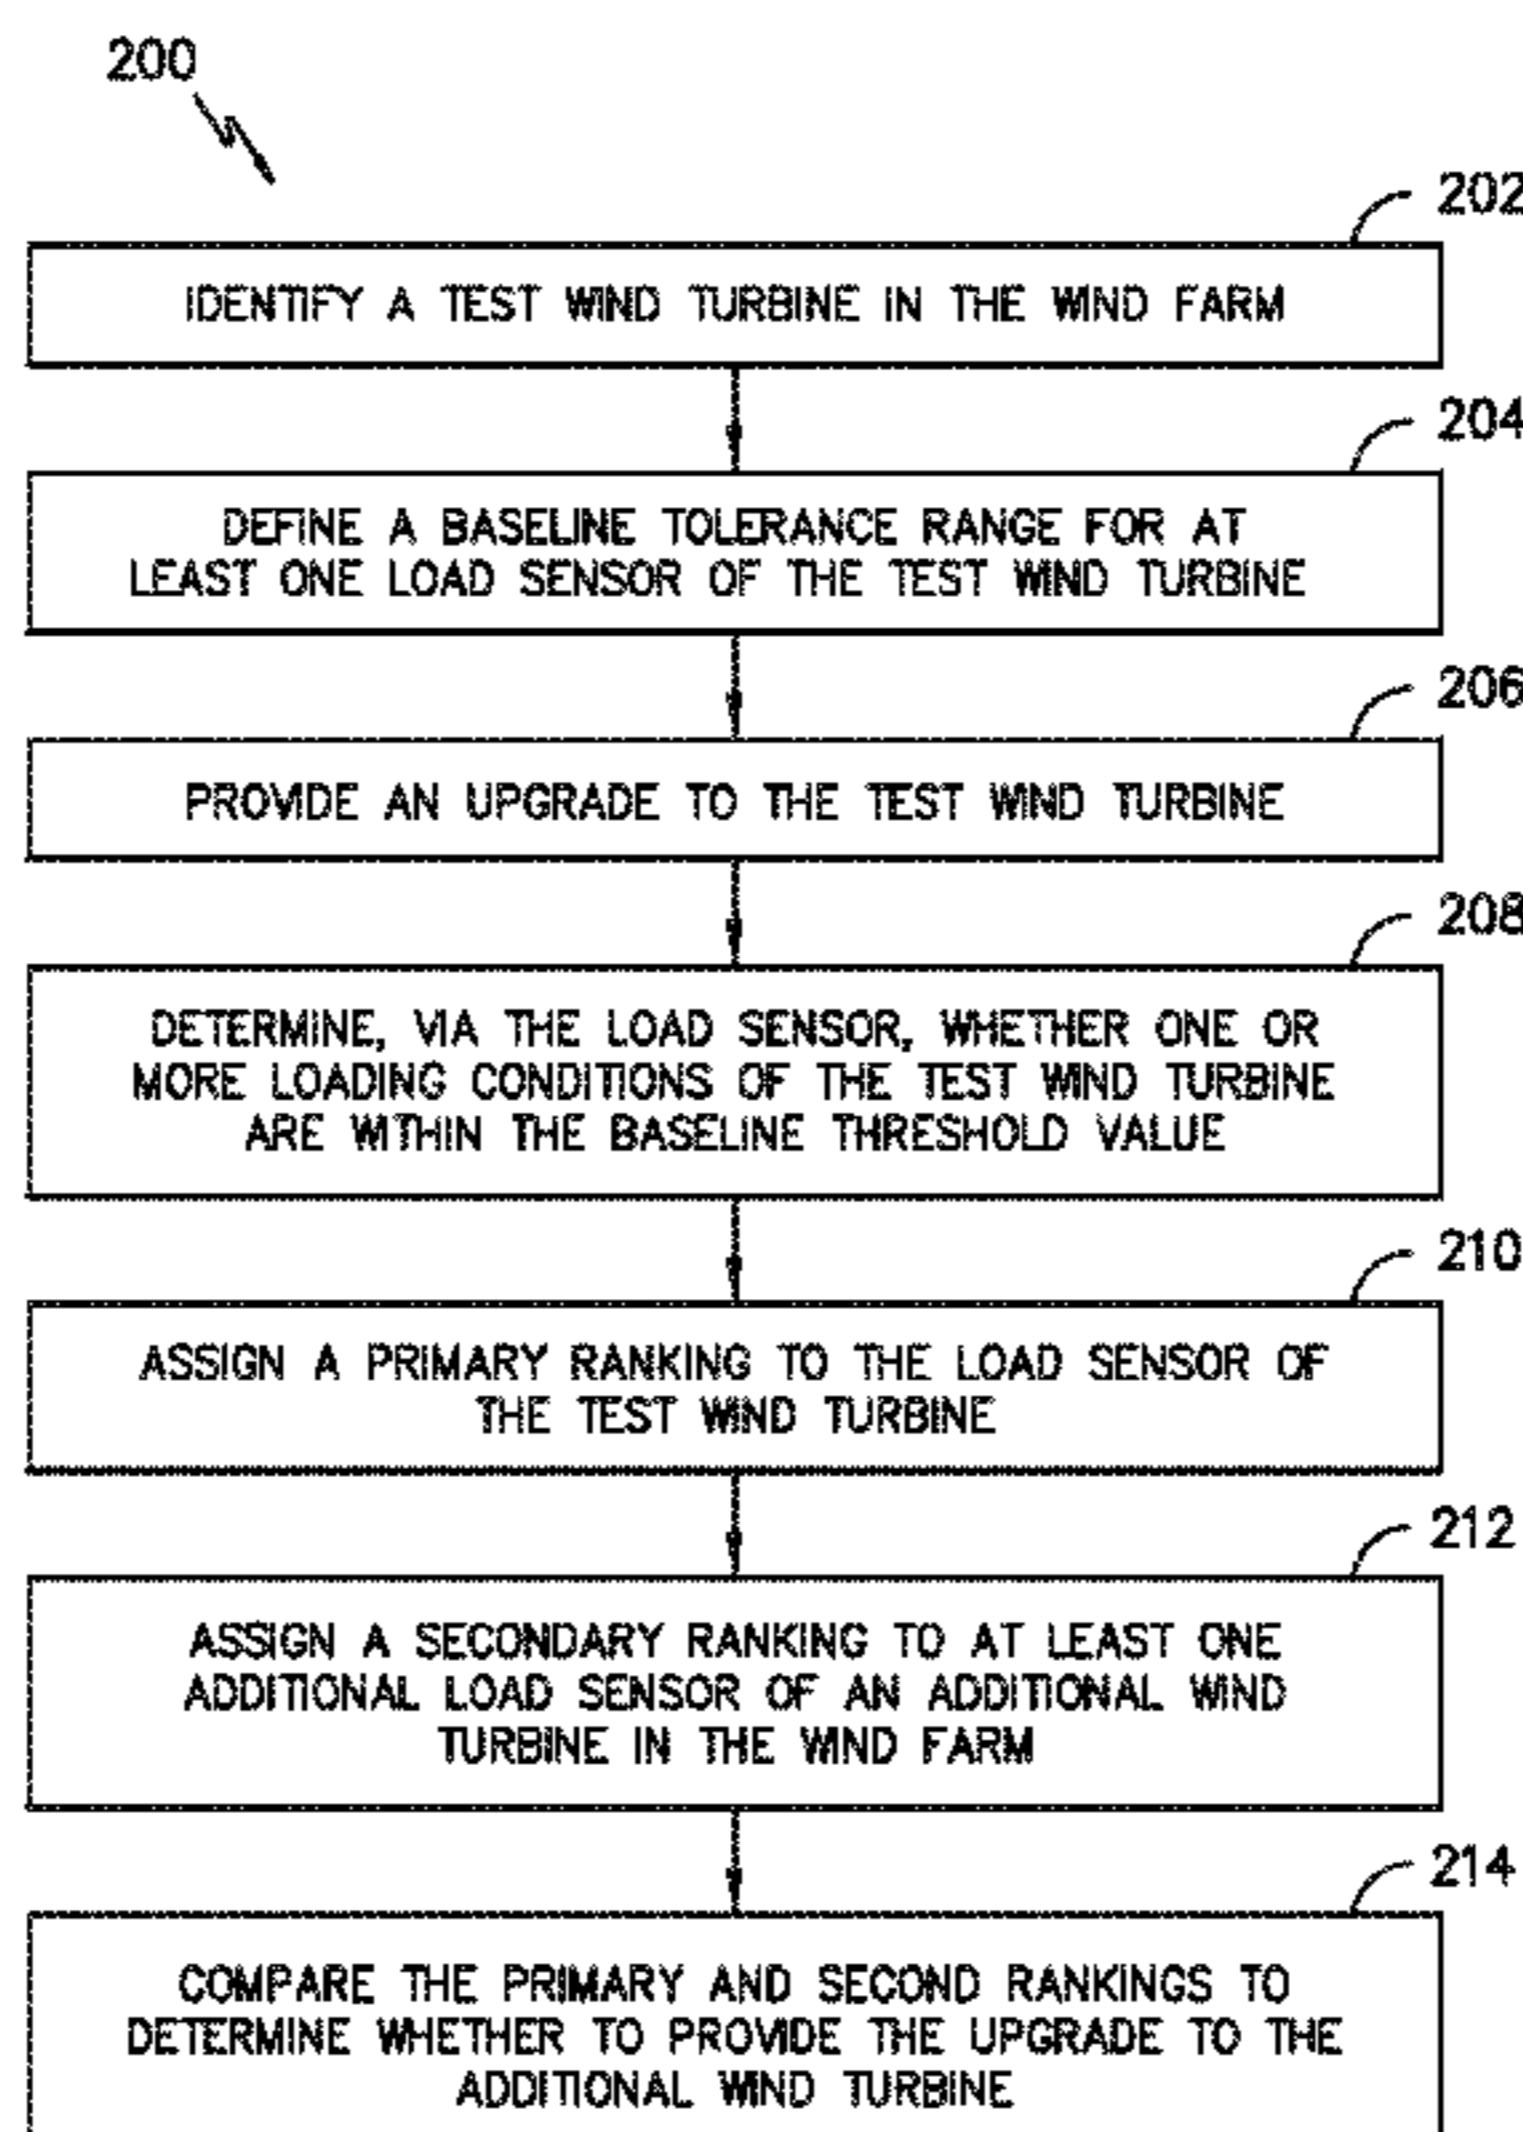 200
202
IDENTIFY A TEST WIND TURBINE IN THE WIND FARM
204
DEFINE A BASELINE TOLERANCE RANGE FOR AT
LEAST ONE LOAD SENSOR OF THE TEST WIND TURBINE
206
PROVIDE AN UPGRADE TO THE TEST WIND TURBINE
208
DETERMINE, VIA THE LOAD SENSOR, WHETHER ONE OR
MORE LOADING CONDITIONS OF THE TEST WIND TURBINE
ARE WITHIN THE BASELINE THRESHOLD VALUE
210
ASSIGN A PRIMARY RANKING TO THE LOAD SENSOR OF
THE TEST WIND TURBINE
212
ASSIGN A SECONDARY RANKING TO AT LEAST ONE
ADDITIONAL LOAD SENSOR OF AN ADDITIONAL WIND
TURBINE IN THE WIND FARM
214
COMPARE THE PRIMARY AND SECOND RANKINGS TO
DETERMINE WHETHER TO PROVIDE THE UPGRADE TO THE
ADDITIONAL WIND TURBINE